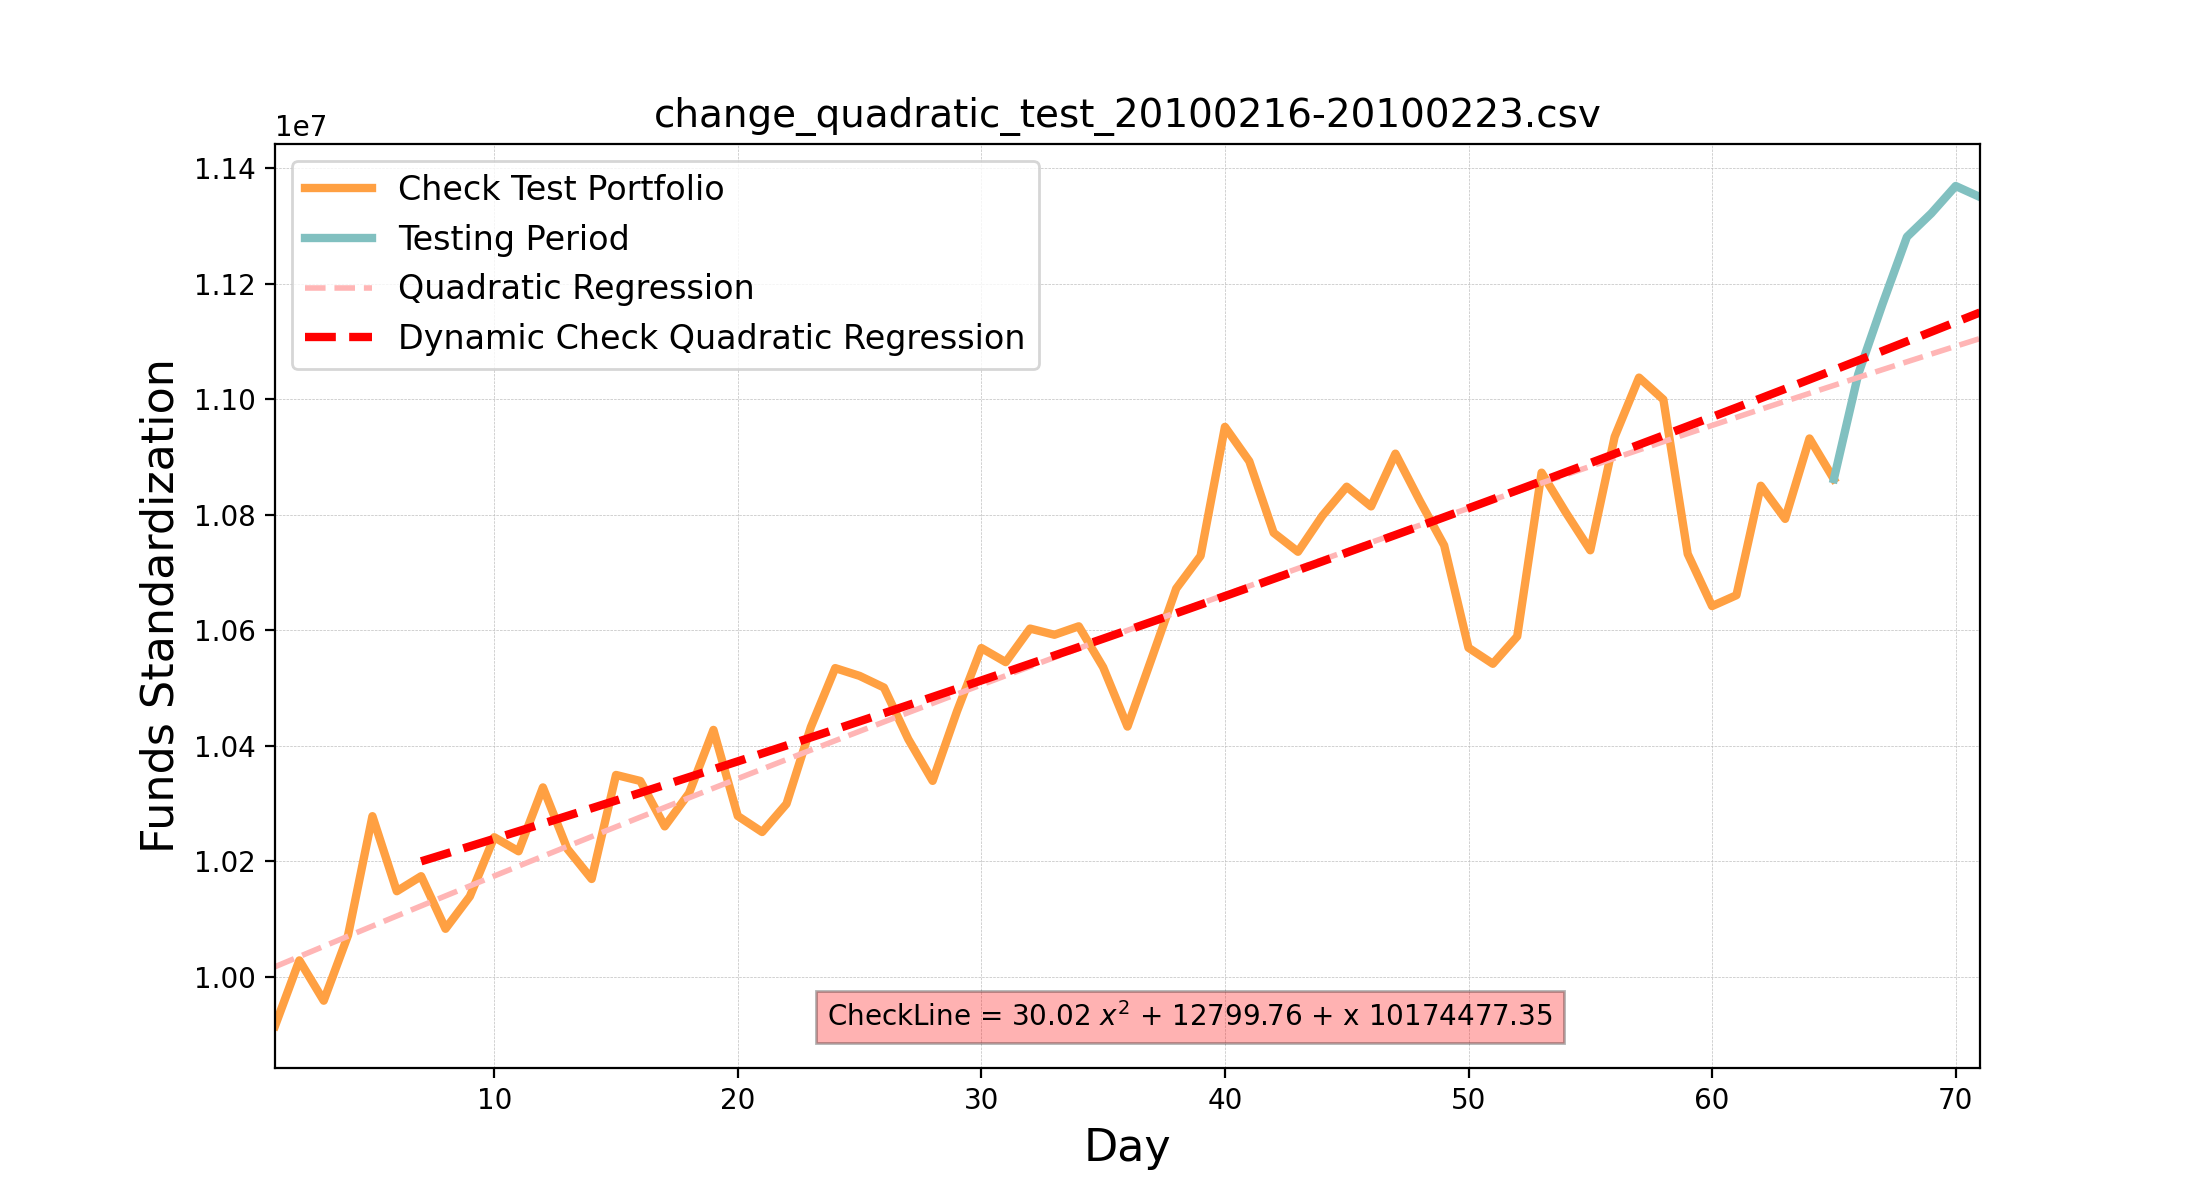 change_quadratic_test_20100216-20100223.csv
1e7
1.14
1.12
1.10
1.08
1.06
1.04
1.02
1.00
Funds Standardization
Check Test Portfolio
Testing Period
Quadratic Regression
Dynamic Check Quadratic Regression
CheckLine = 30.02 x² + 12799.76 + x 10174477.35
10 20 30 40 50 60 70
Day